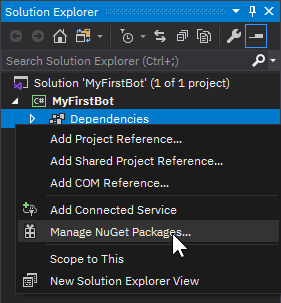 Solution Explorer
Search Solution Explorer (Ctrl+;)
Solution 'MyFirstBot' (1 of 1 project)
C# MyFirstBot
Dependencies
Add Project Reference...
Add Shared Project Reference...
Add COM Reference...
Add Connected Service
Manage NuGet Packages...
Scope to This
New Solution Explorer View